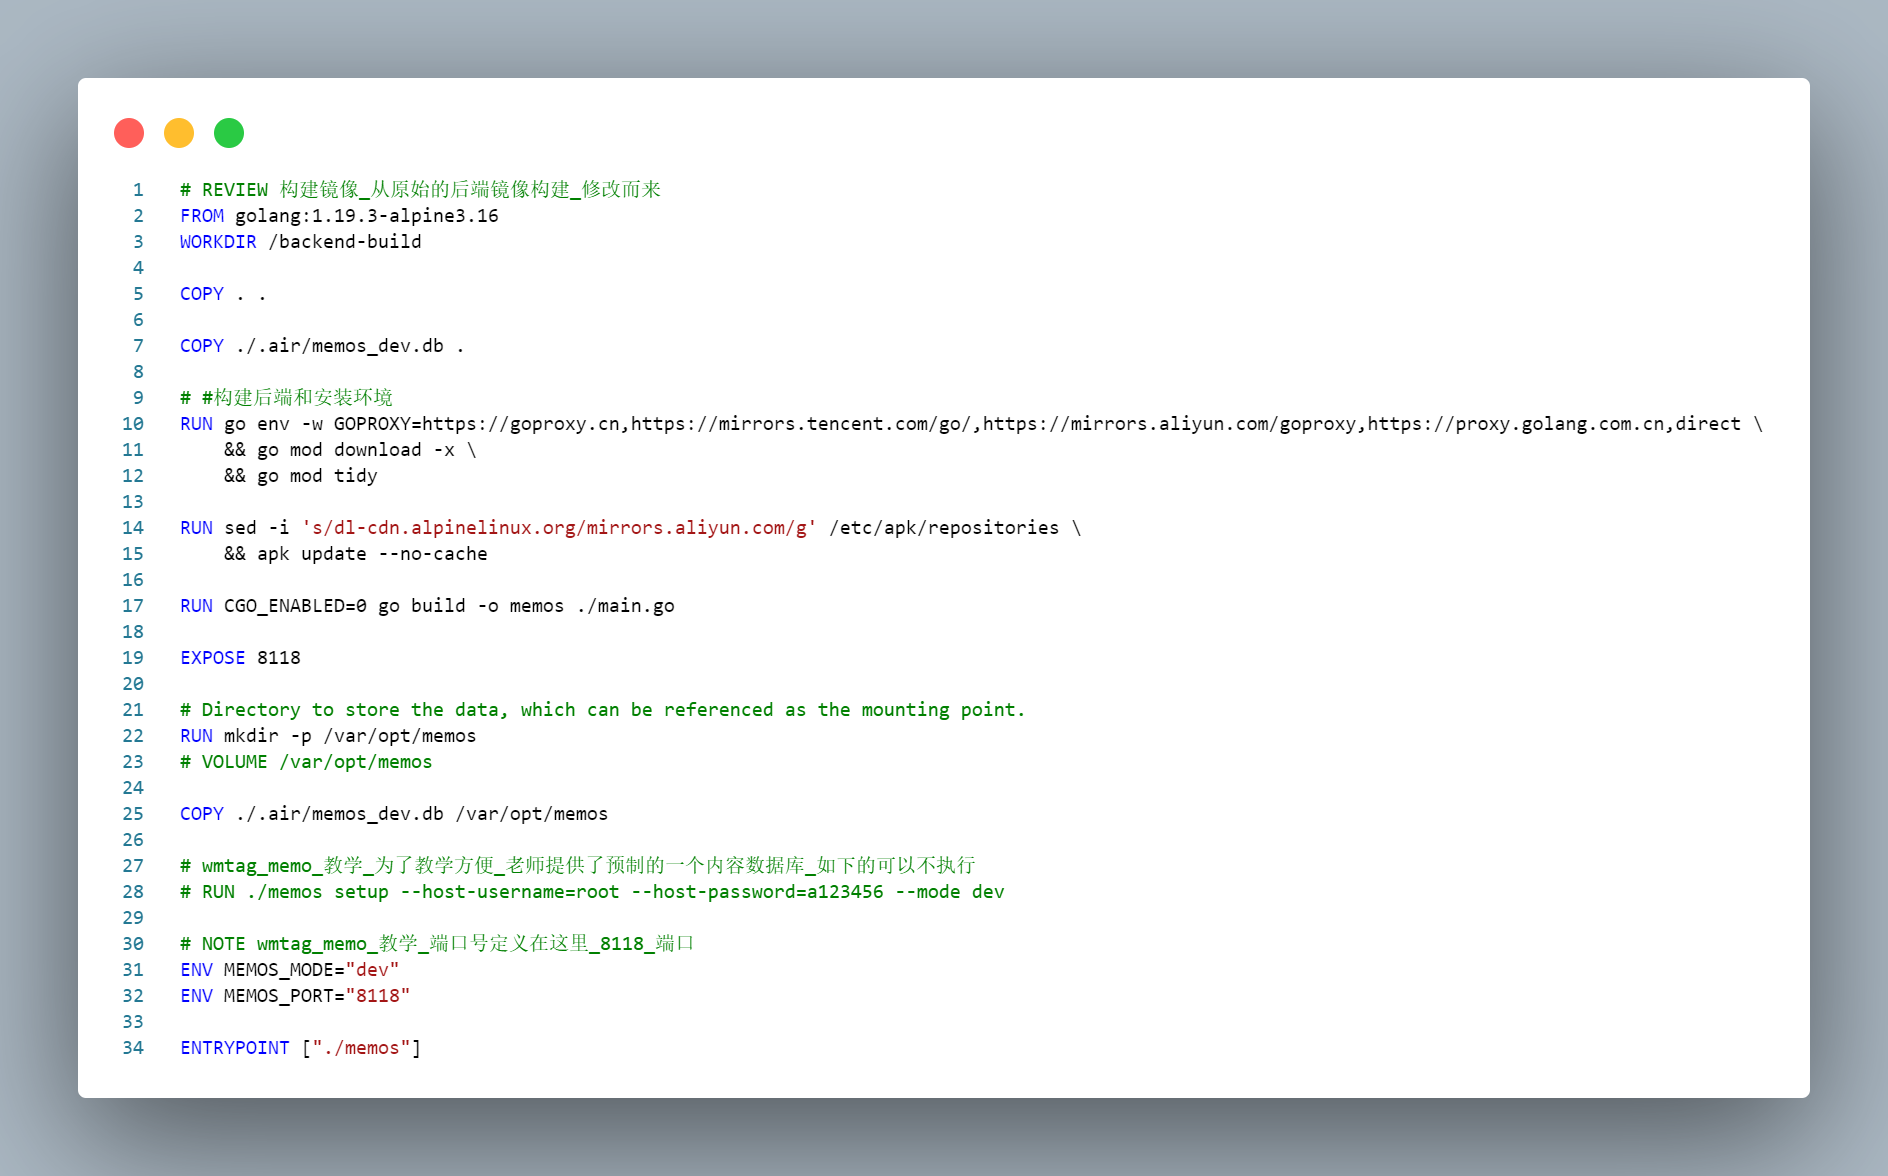 1 # REVIEW 构建镜像_从原始的后端镜像构建_修改而来
2 FROM golang:1.19.3-alpine3.16
3 WORKDIR /backend-build
4
5 COPY . .
6
7 COPY ./.air/memos_dev.db .
8
9 # #构建后端和安装环境
10 RUN go env -w GOPROXY=https://goproxy.cn,https://mirrors.tencent.com/go/,https://mirrors.aliyun.com/goproxy,https://proxy.golang.com.cn,direct \
11     && go mod download -x \
12     && go mod tidy
13
14 RUN sed -i 's/dl-cdn.alpinelinux.org/mirrors.aliyun.com/g' /etc/apk/repositories \
15     && apk update --no-cache
16
17 RUN CGO_ENABLED=0 go build -o memos ./main.go
18
19 EXPOSE 8118
20
21 # Directory to store the data, which can be referenced as the mounting point.
22 RUN mkdir -p /var/opt/memos
23 # VOLUME /var/opt/memos
24
25 COPY ./.air/memos_dev.db /var/opt/memos
26
27 # wmtag_memo_教学_为了教学方便_老师提供了预制的一个内容数据库_如下的可以不执行
28 # RUN ./memos setup --host-username=root --host-password=a123456 --mode dev
29
30 # NOTE wmtag_memo_教学_端口号定义在这里_8118_端口
31 ENV MEMOS_MODE="dev"
32 ENV MEMOS_PORT="8118"
33
34 ENTRYPOINT ["./memos"]